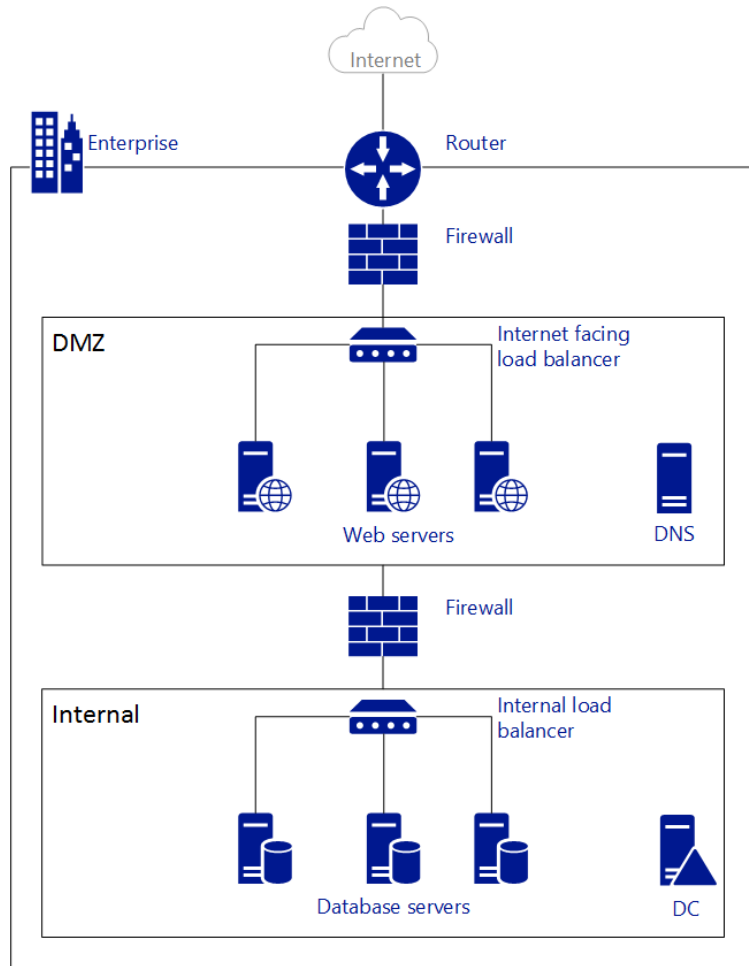 Internet
Enterprise
Router
Firewall
DMZ
Internet facing
load balancer
Web servers
DNS
Firewall
Internal
Internal load
balancer
Database servers
DC